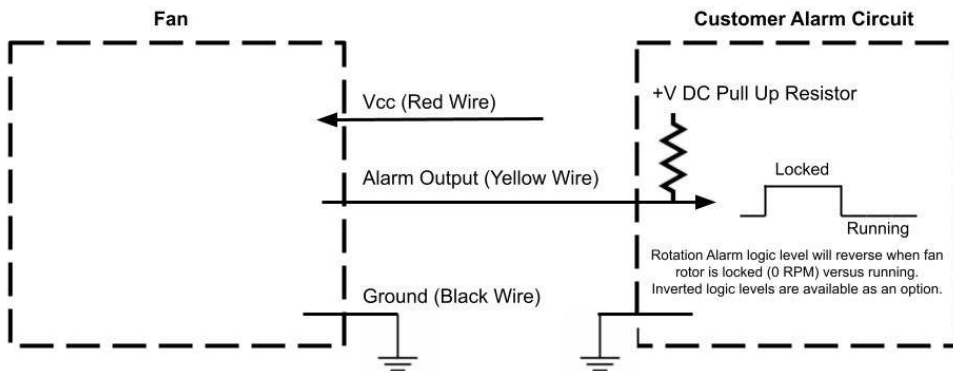 Fan
Customer Alarm Circuit
Vcc (Red Wire)
+V DC Pull Up Resistor
Alarm Output (Yellow Wire)
Locked
Running
Rotation Alarm logic level will reverse when fan
rotor is locked (0 RPM) versus running.
Inverted logic levels are available as an option.
Ground (Black Wire)